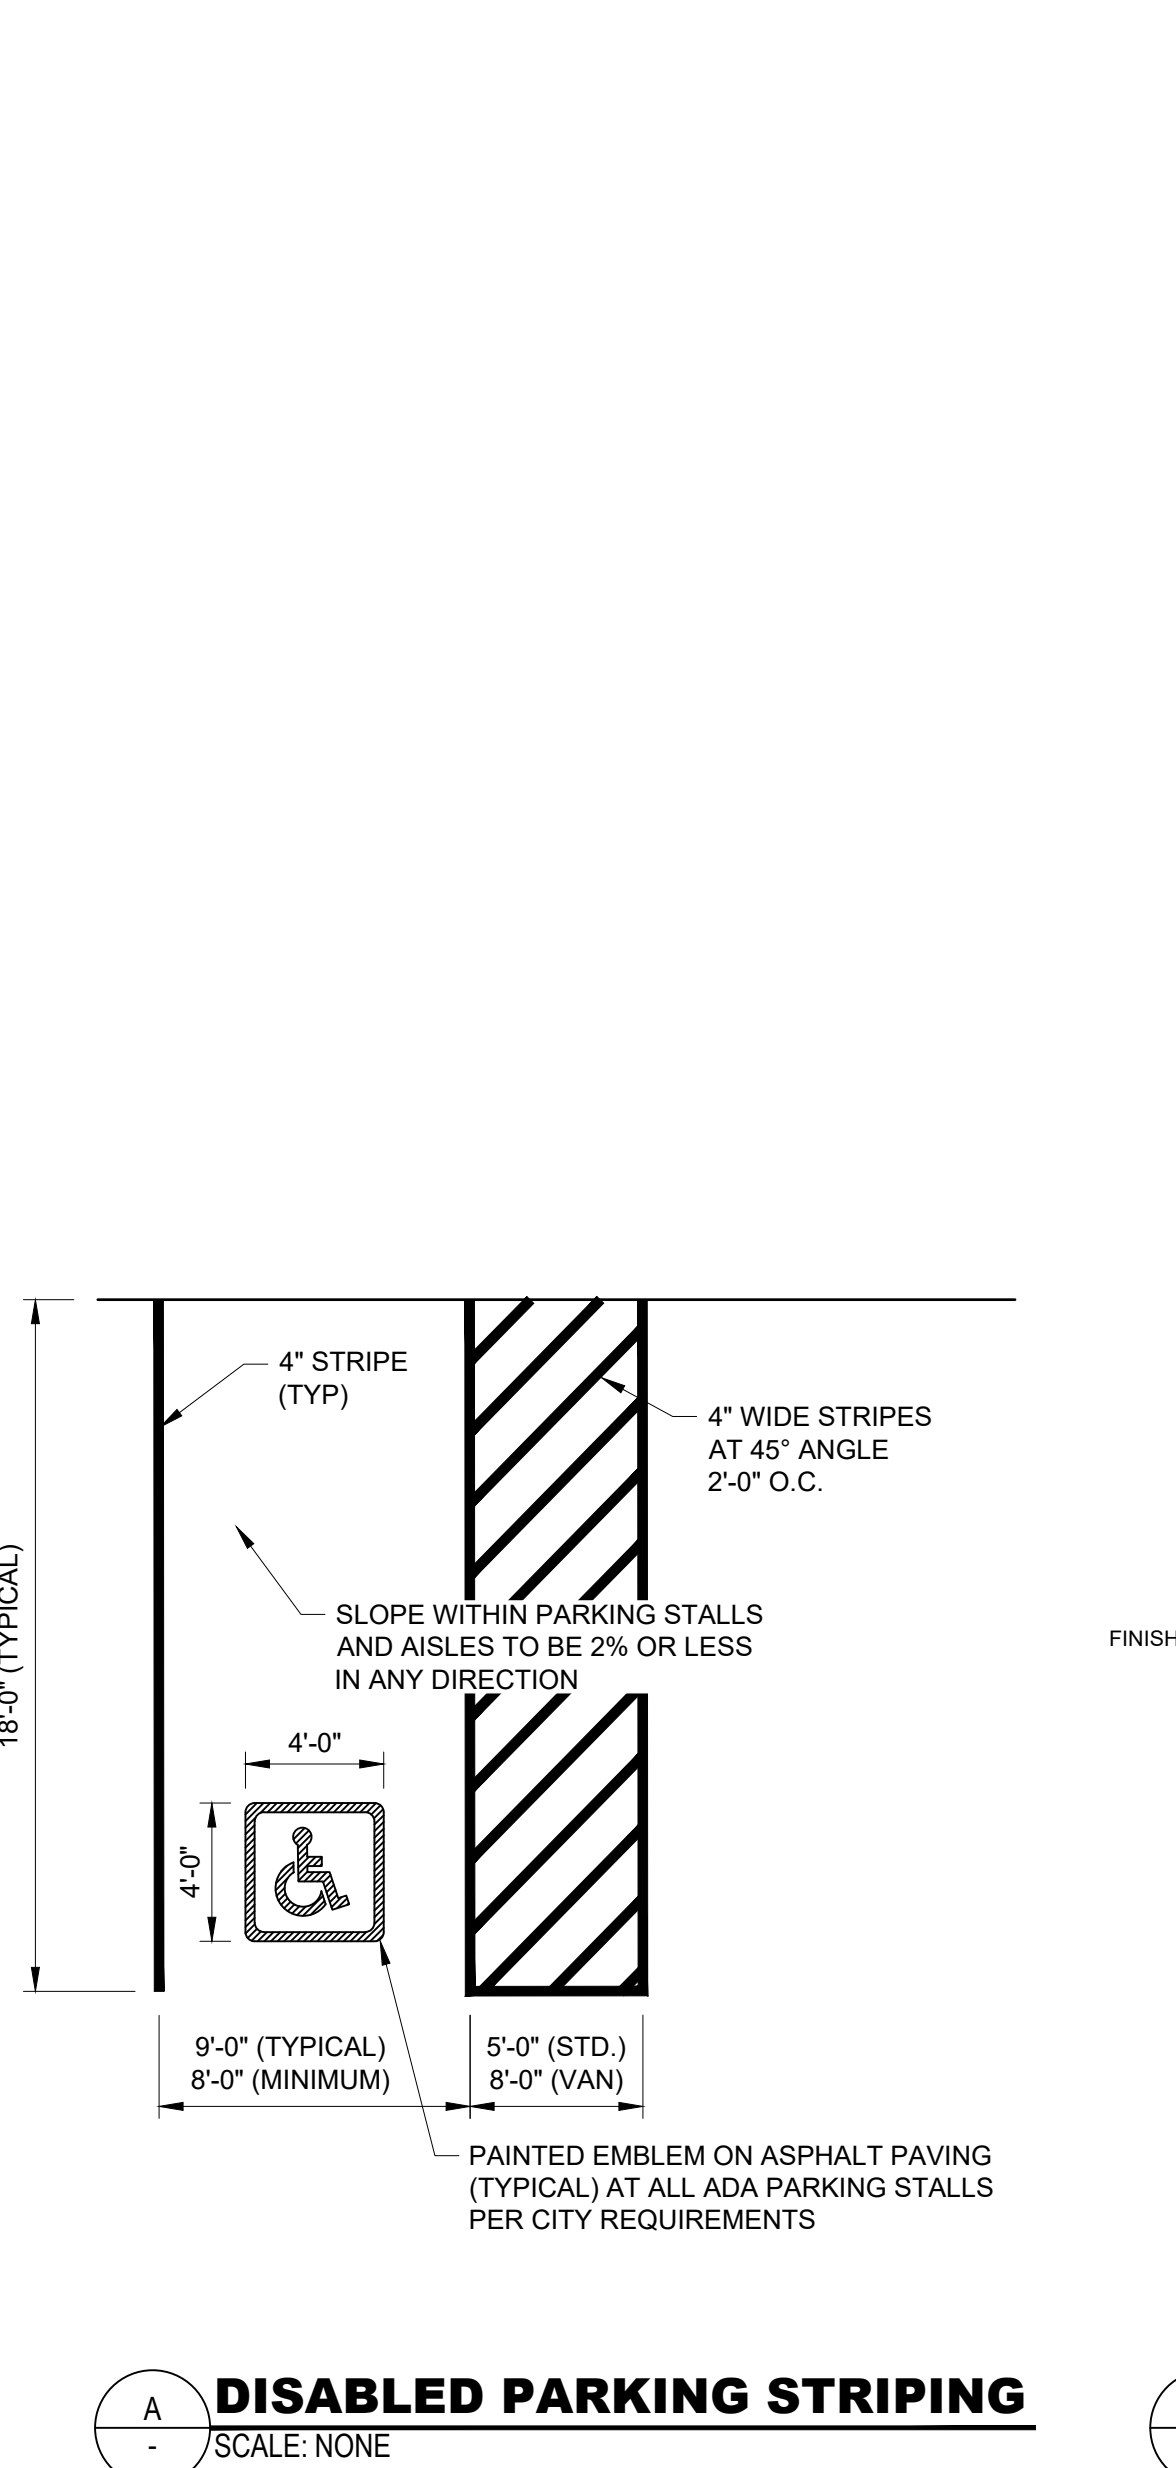 4" STRIPE
(TYP)
4" WIDE STRIPES
AT 45° ANGLE
2'-0" O.C.
18'-0" (TYPICAL)
SLOPE WITHIN PARKING STALLS
AND AISLES TO BE 2% OR LESS
IN ANY DIRECTION
FINISH
4'-0"
4'-0"
9'-0" (TYPICAL)
8'-0" (MINIMUM)
5'-0" (STD.)
8'-0" (VAN)
PAINTED EMBLEM ON ASPHALT PAVING
(TYPICAL) AT ALL ADA PARKING STALLS
PER CITY REQUIREMENTS
A
-
DISABLED PARKING STRIPING
SCALE: NONE